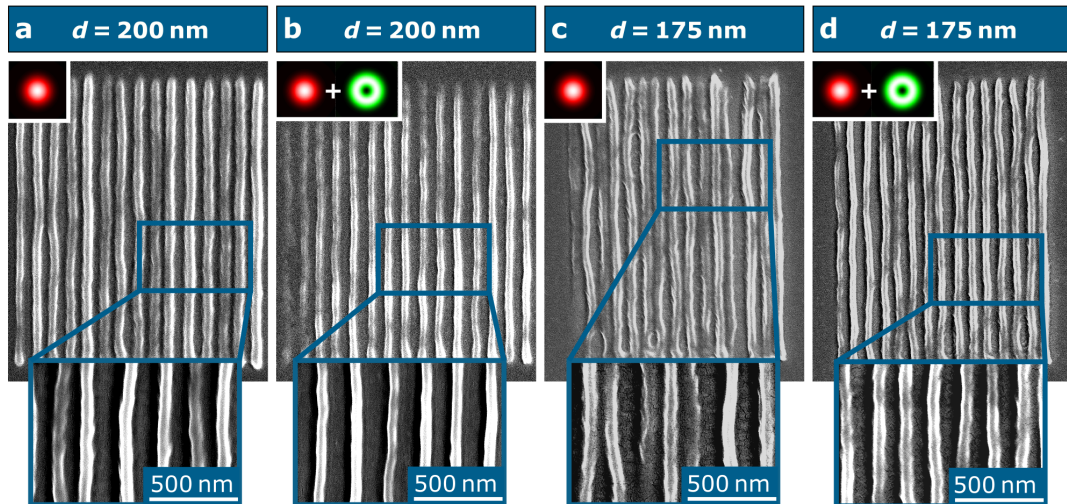 a d = 200 nm
b d = 200 nm
c d = 175 nm
d d = 175 nm
+
+
500 nm
500 nm
500 nm
500 nm